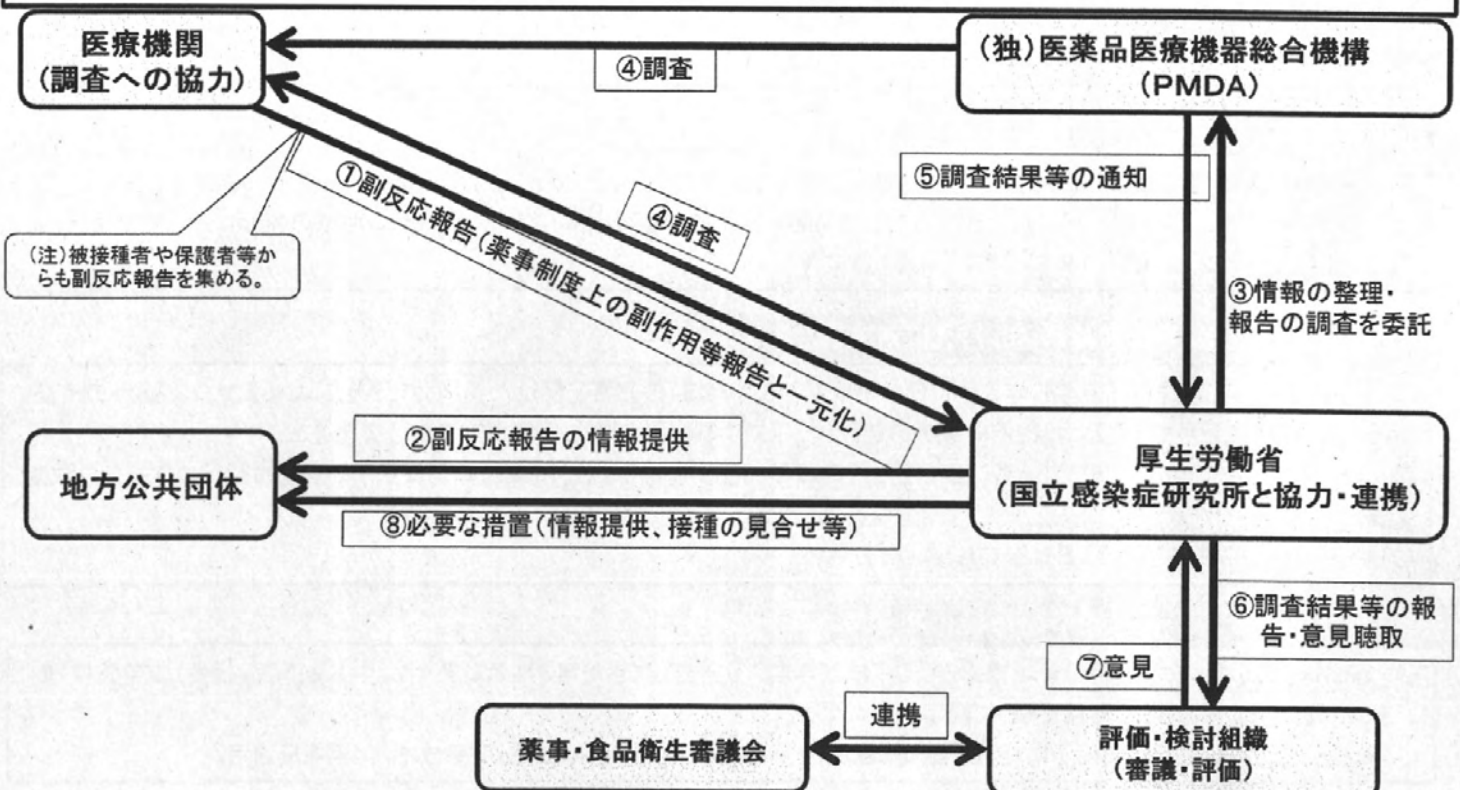 医療機関
(調査への協力)
④調査
(独)医薬品医療機器総合機構
(PMDA)
①副反応報告(薬事制度上の副作用等報告と一元化)
④調査
⑤調査結果等の通知
(注)被接種者や保護者等か
らも副反応報告を集める。
③情報の整理・
報告の調査を委託
②副反応報告の情報提供
地方公共団体
厚生労働省
(国立感染症研究所と協力・連携)
⑧必要な措置(情報提供、接種の見合せ等)
⑥調査結果等の報
告・意見聴取
⑦意見
連携
薬事・食品衛生審議会
評価・検討組織
(審議・評価)